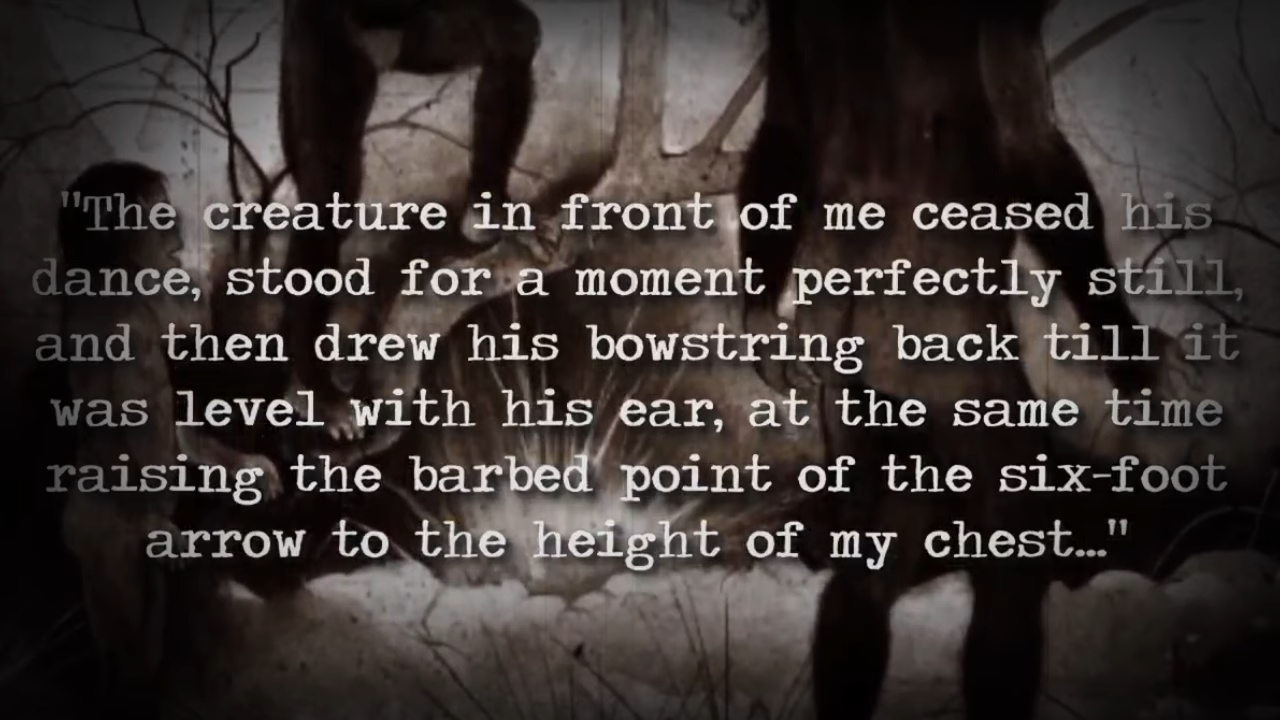 "The creature in front of me ceased his
dance, stood for a moment perfectly still,
and then drew his bowstring back till it
was level with his ear, at the same time
raising the barbed point of the six-foot
arrow to the height of my chest..."